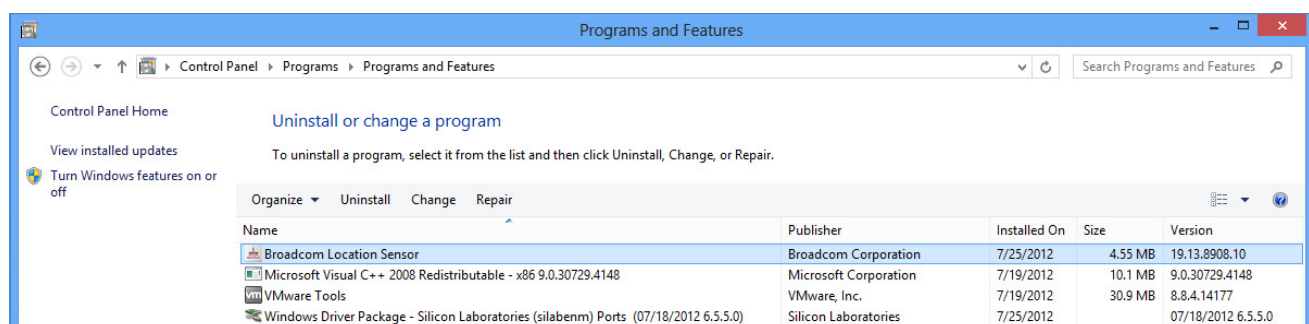 Programs and Features
Control Panel Programs Programs and Features
Search Programs and Features
Control Panel Home
View installed updates
Turn Windows features on or
off
Uninstall or change a program
To uninstall a program, select it from the list and then click Uninstall, Change, or Repair.
Organize Uninstall Change Repair
Name Publisher Installed On Size Version
Broadcom Location Sensor Broadcom Corporation 7/25/2012 4.55 MB 19.13.8908.10
Microsoft Visual C++ 2008 Redistributable - x86 9.0.30729.4148 Microsoft Corporation 7/19/2012 10.1 MB 9.0.30729.4148
vm VMware Tools VMware, Inc. 7/19/2012 30.9 MB 8.8.4.14177
Windows Driver Package - Silicon Laboratories (silabenm) Ports (07/18/2012 6.5.5.0) Silicon Laboratories 7/25/2012 07/18/2012 6.5.5.0